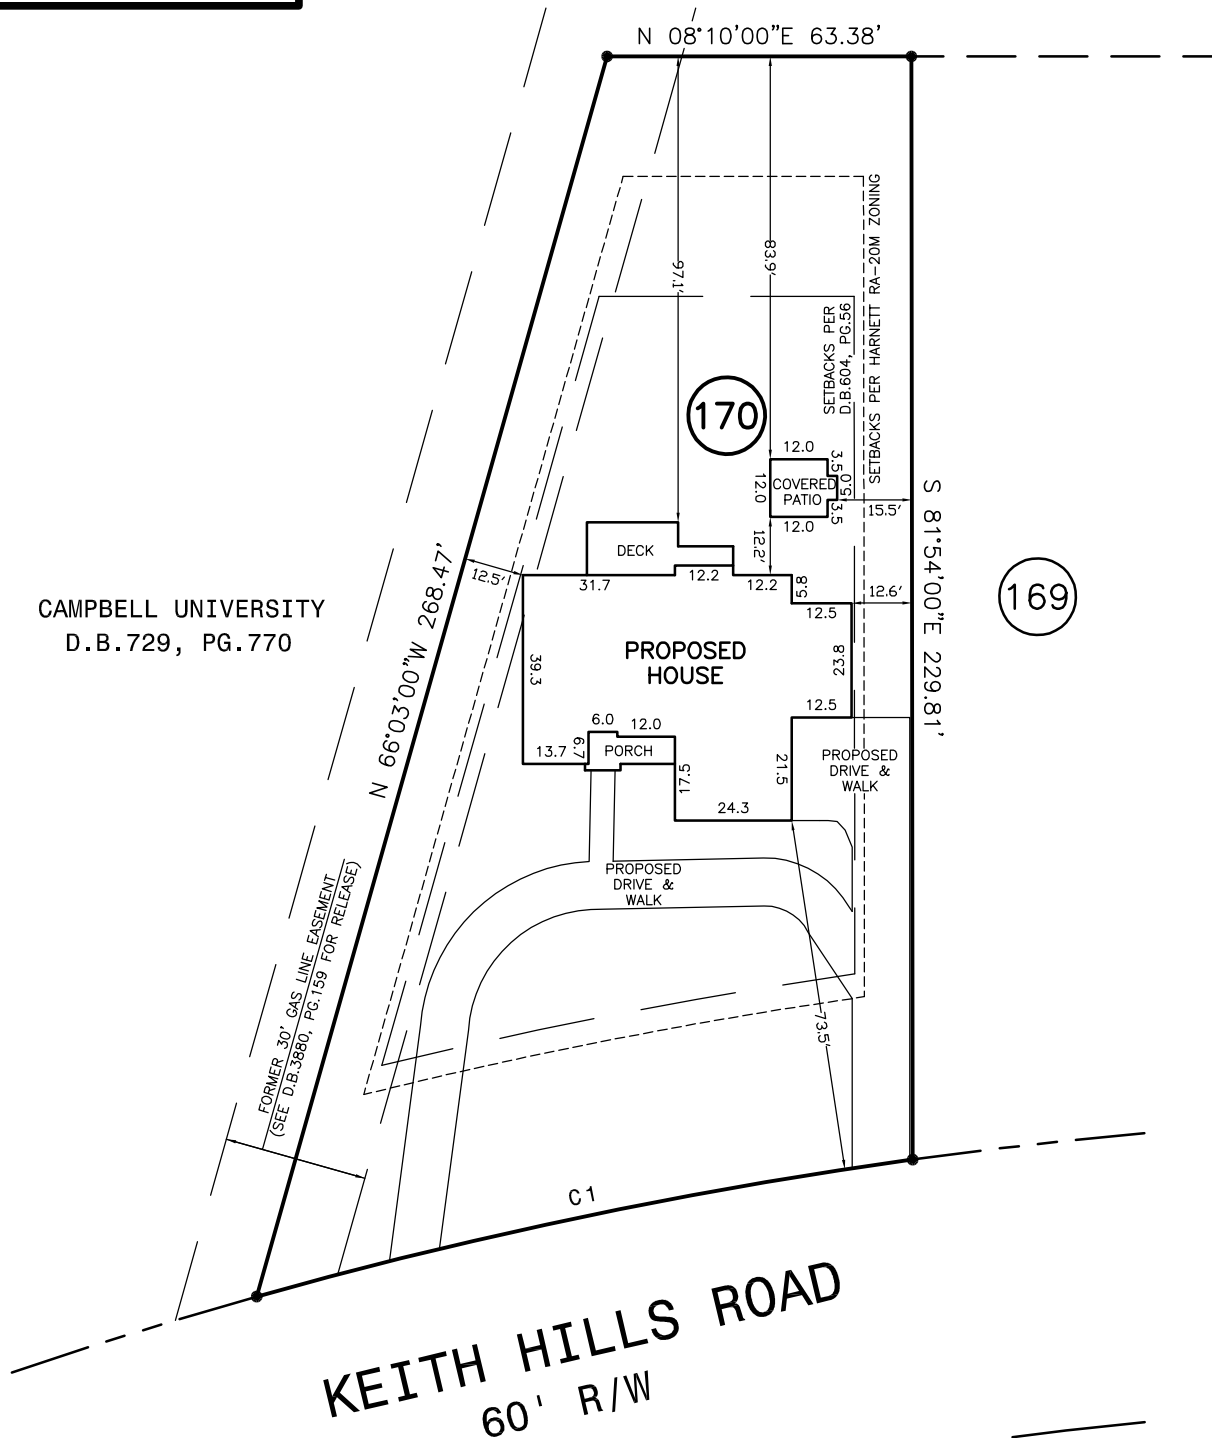 N 08°10'00"E 63.38'
97.1'
83.9'
SETBACKS PER HARNETT RA-20M ZONING
SETBACKS PER
D.B.604, PG.56
170
12.0
3.5
12.0
COVERED
PATIO
5.0
3.5
12.0
15.5'
S 81°54'00"E 229.81'
DECK
12.2'
12.5'
31.7
12.2
12.2
5.8
12.5
12.6'
169
CAMPBELL UNIVERSITY
D.B.729, PG.770
N 66°03'00"W 268.47'
39.3
PROPOSED
HOUSE
23.8
12.5
6.0
12.0
13.7
6.7
PORCH
17.5
21.5
24.3
PROPOSED
DRIVE &
WALK
PROPOSED
DRIVE &
WALK
FORMER 30' GAS LINE EASEMENT
(SEE D.B.3880, PG.159 FOR RELEASE)
73.5'
C1
KEITH HILLS ROAD
60' R/W